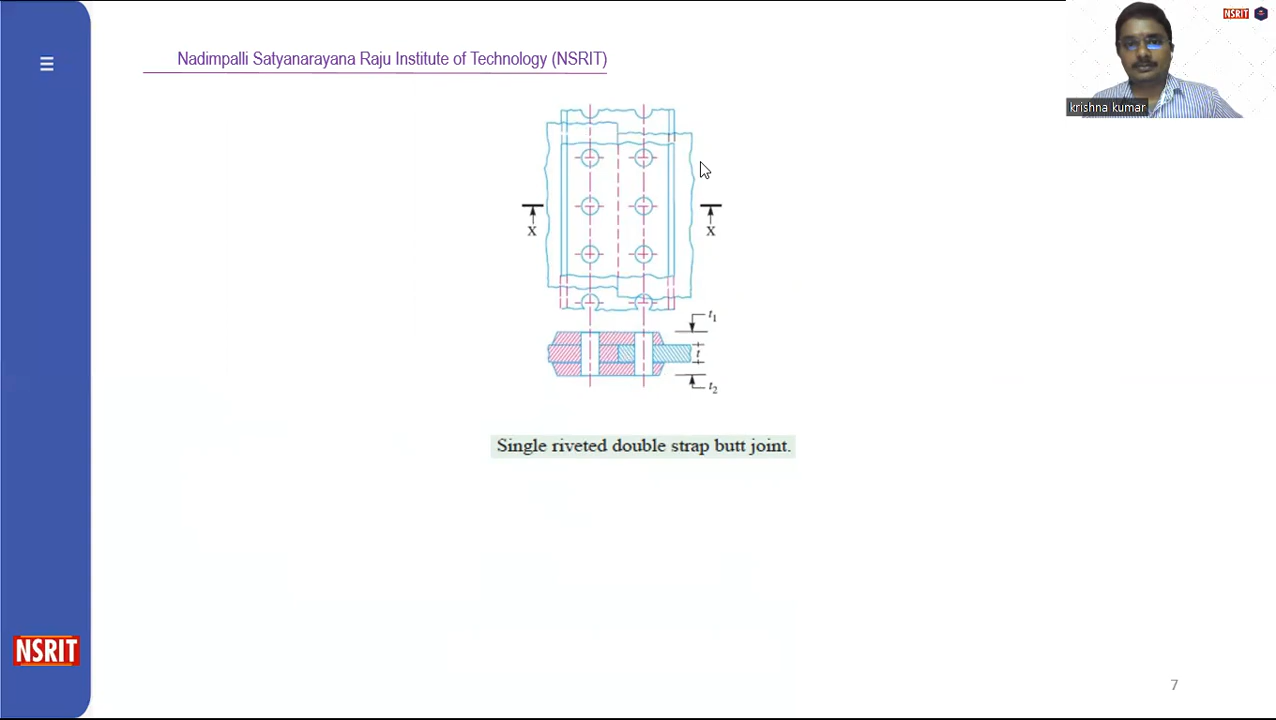 NSRIT
Nadimpalli Satyanarayana Raju Institute of Technology (NSRIT)
krishna kumar
X X
t1
t
t2
Single riveted double strap butt joint.
NSRIT
7